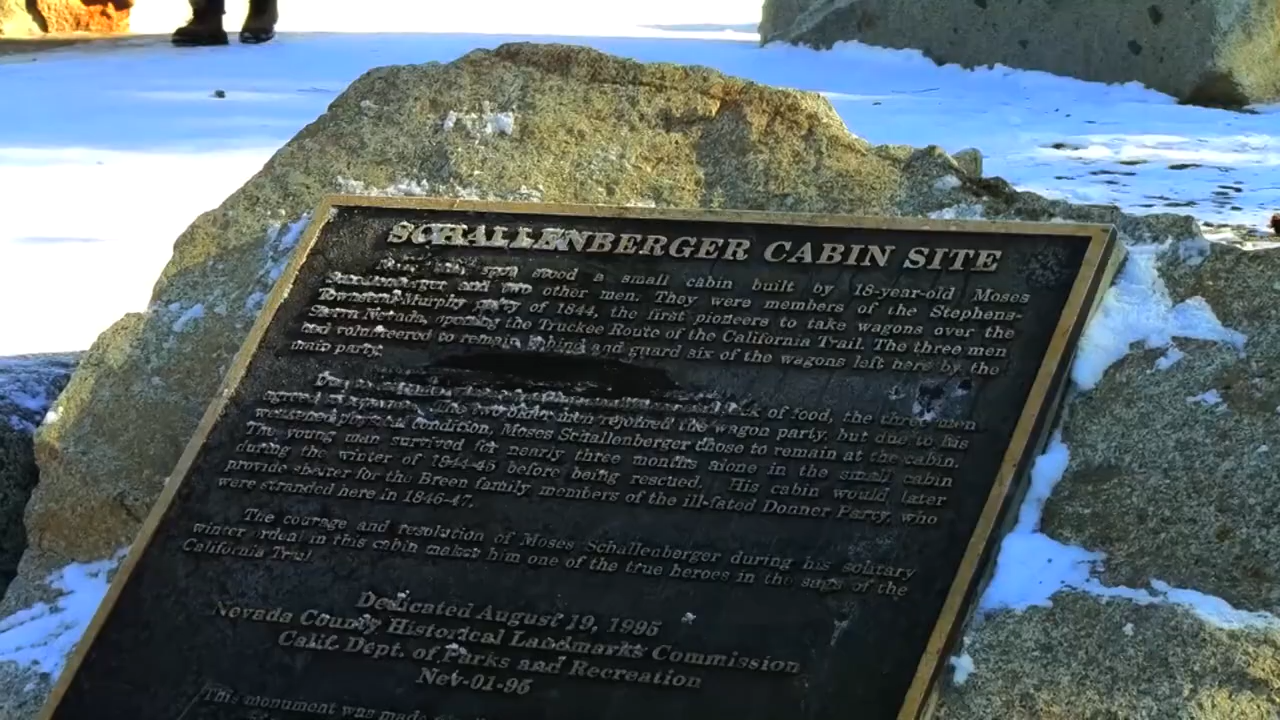 SCHALLENBERGER CABIN SITE
spot stood a small cabin built by 18-year-old Moses
Schallenberger and two other men. They were members of the Stephens-
Townsend-Murphy party of 1844, the first pioneers to take wagons over the
Sierra Nevada, opening the Truckee Route of the California Trail. The three men
had volunteered to remain behind and guard six of the wagons left here by the
main party.
lack of food, the three men
The two older men rejoined the wagon party, but due to his
weakened physical condition, Moses Schallenberger chose to remain at the cabin.
The young man survived for nearly three months alone in the small cabin
during the winter of 1844-45 before being rescued. His cabin would later
provide shelter for the Breen family members of the ill-fated Donner Party, who
were stranded here in 1846-47.
The courage and resolution of Moses Schallenberger during his solitary
winter ordeal in this cabin makes him one of the true heroes in the saga of the
California Trail
Dedicated August 19, 1995
Nevada County Historical Landmarks Commission
Calif. Dept. of Parks and Recreation
Nev-01-95
This monument was made